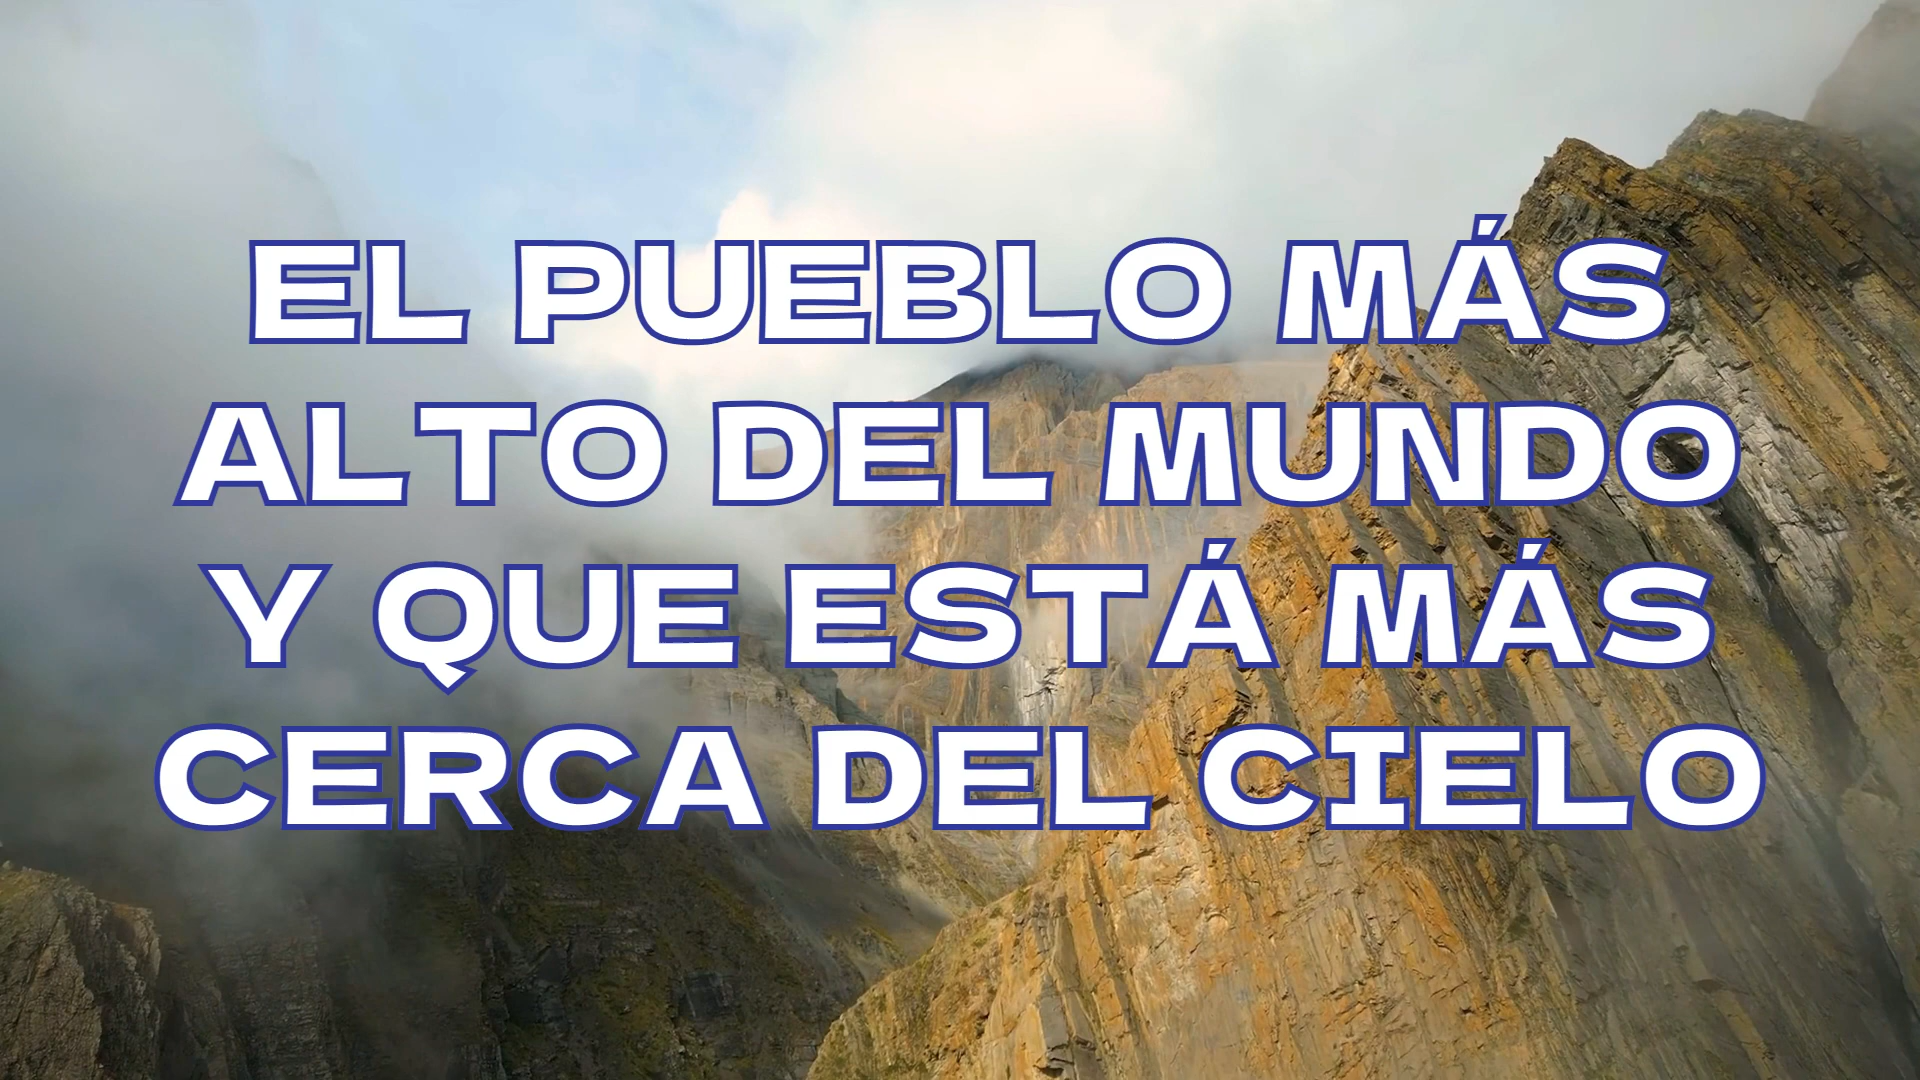 EL PUEBLO MÁS
ALTO DEL MUNDO
Y QUE ESTÁ MÁS
CERCA DEL CIELO